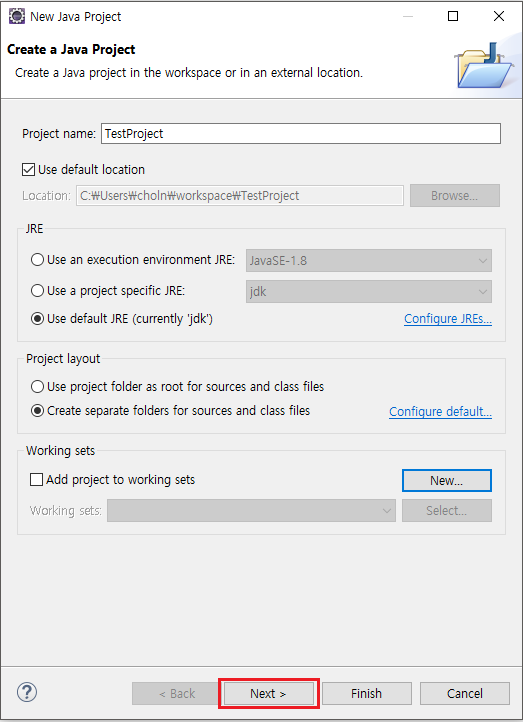 New Java Project
Create a Java Project
Create a Java project in the workspace or in an external location.
Project name: TestProject
Use default location
Location: C:₩Users₩choln₩workspace₩TestProject Browse...
JRE
Use an execution environment JRE: JavaSE-1.8
Use a project specific JRE: jdk
Use default JRE (currently 'jdk') Configure JREs...
Project layout
Use project folder as root for sources and class files
Create separate folders for sources and class files Configure default...
Working sets
Add project to working sets New...
Working sets: Select...
? < Back Next > Finish Cancel